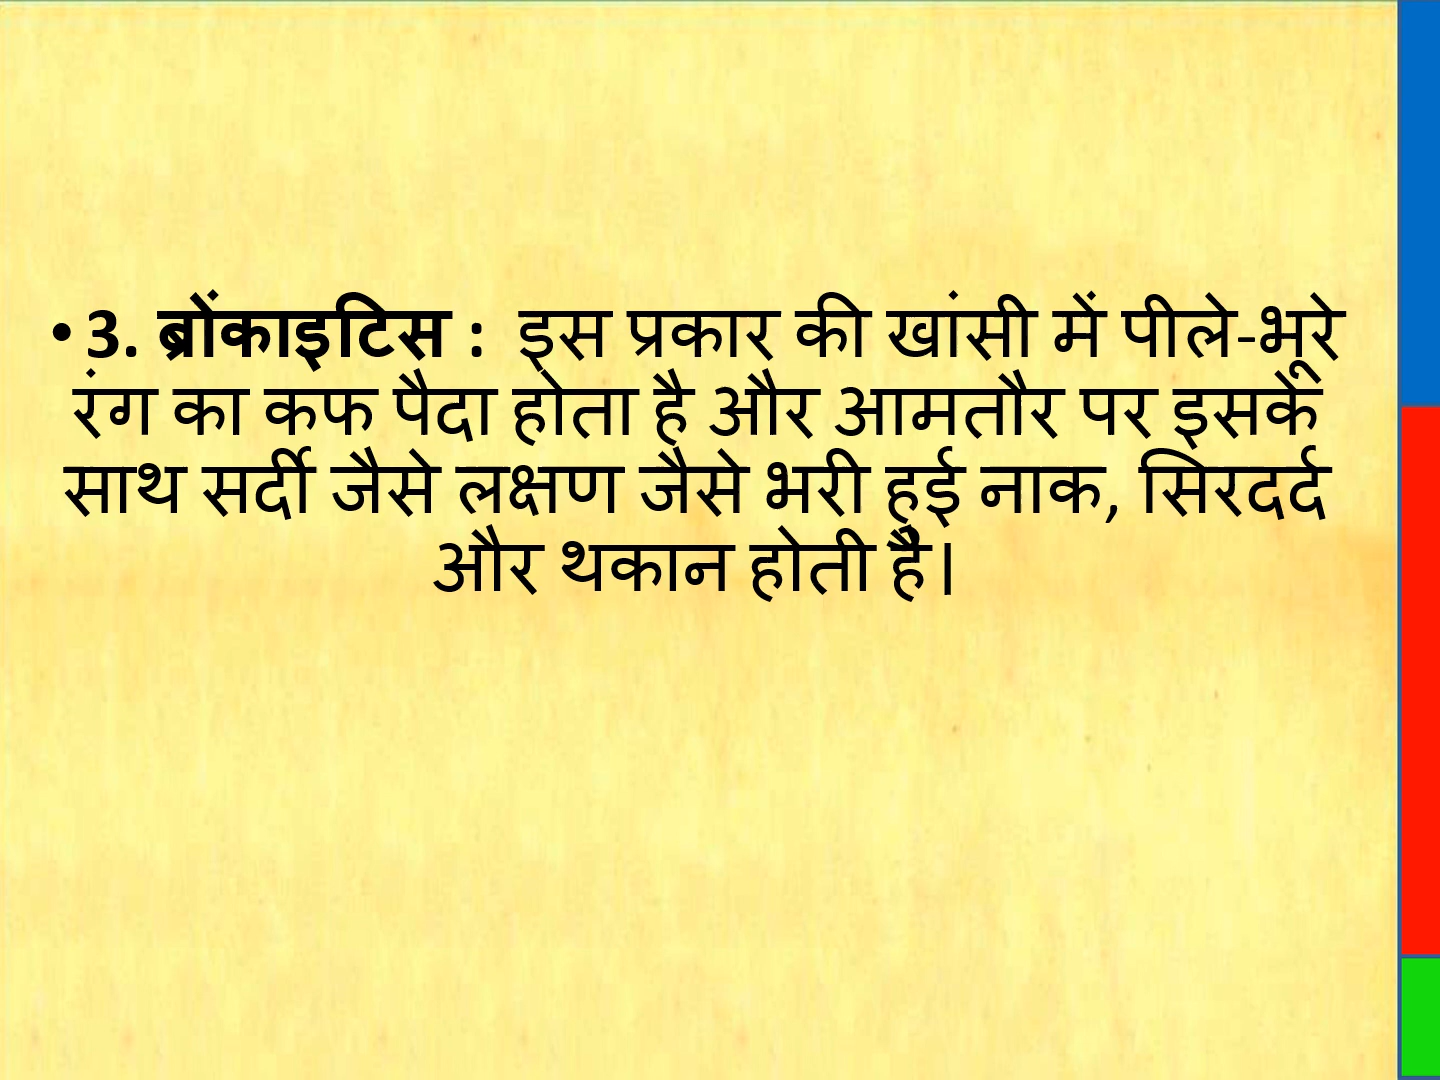 • 3. ब्रोंकाइटिस : इस प्रकार की खांसी में पीले-भूरे
रंग का कफ पैदा होता है और आमतौर पर इसके
साथ सर्दी जैसे लक्षण जैसे भरी हुई नाक, सिरदर्द
और थकान होती है।